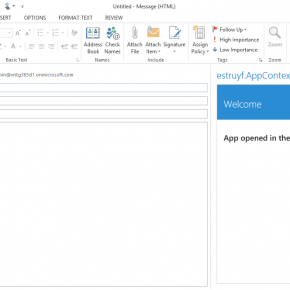 Untitled - Message (HTML)
OPTIONS FORMAT TEXT REVIEW
Address Book
Check Names
Attach File
Attach Item
Signature
Assign Policy
Follow Up
High Importance
Low Importance
Zoom
Basic Text
Names
Include
Tags
Zoom
min@mtg365d1.onmicrosoft.com
estruyf.AppContex
Welcome
App opened in the